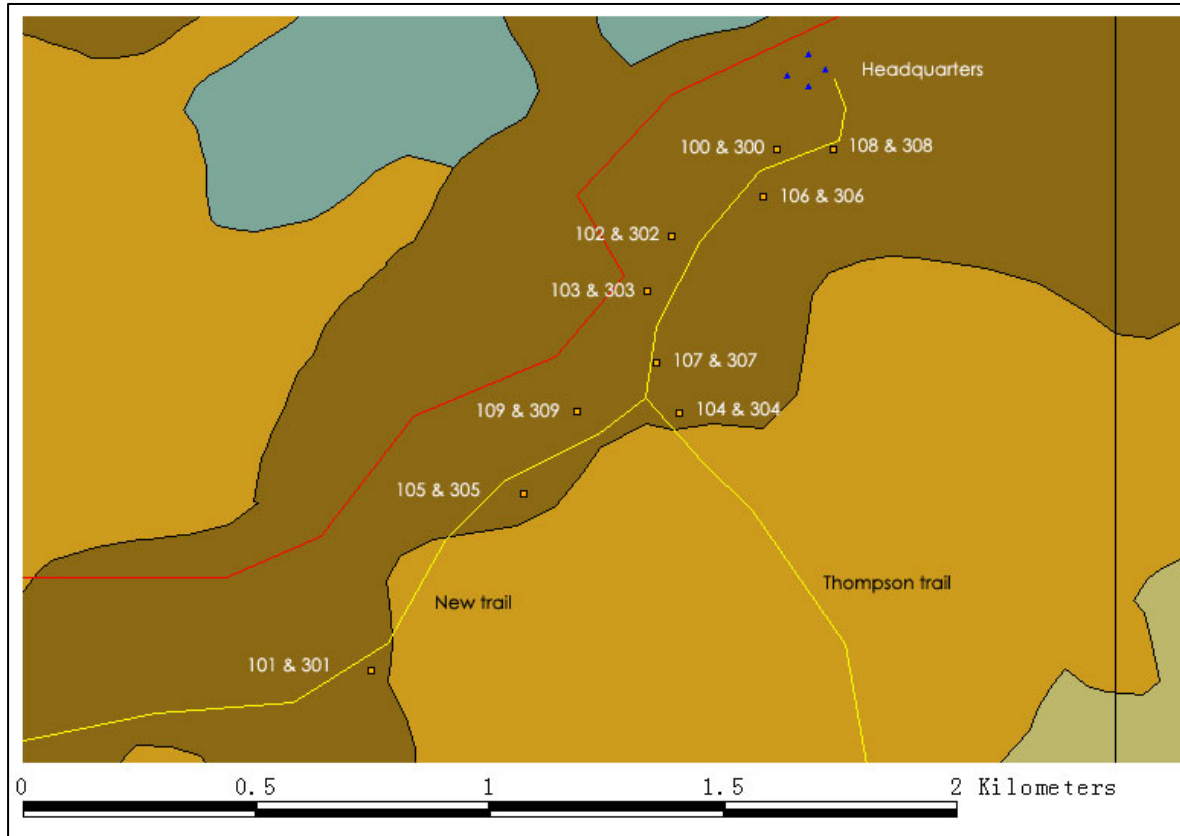 Headquarters
100 & 300
108 & 308
106 & 306
102 & 302
103 & 303
107 & 307
109 & 309
104 & 304
105 & 305
Thompson trail
New trail
101 & 301
0 0.5 1 1.5 2 Kilometers